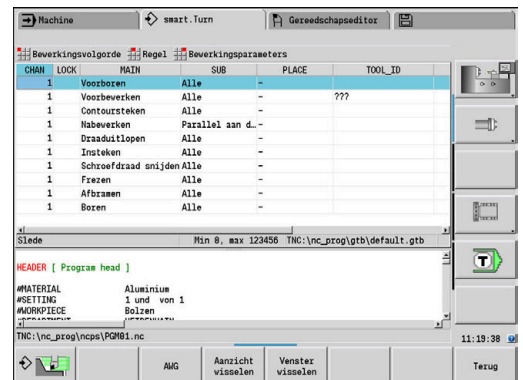 Machine smart.Turn Gereedschapseditor
Bewerkingsvolgorde Regel Bewerkingsparameters
CHAN LOCK MAIN SUB PLACE TOOL_ID
1 Voorboren Alle -
1 Voorbewerken Alle - ???
1 Contoursteken Alle -
1 Nabewerken Parallel aan d… -
1 Draaduitlopen Alle -
1 Insteken Alle -
1 Schroefdraad snijden Alle -
1 Frezen Alle -
1 Afbramen Alle -
1 Boren Alle -
Slede Min 0, max 123456 TNC:\nc_prog\gtb\default.gtb
HEADER [ Program head ]
#MATERIAL Aluminium
#SETTING 1 und von 1
#WORKPIECE Bolzen
TNC:\nc_prog\ncps\PGM01.nc
T
11:19:38
AWG
Aanzicht wisselen
Venster wisselen
Terug